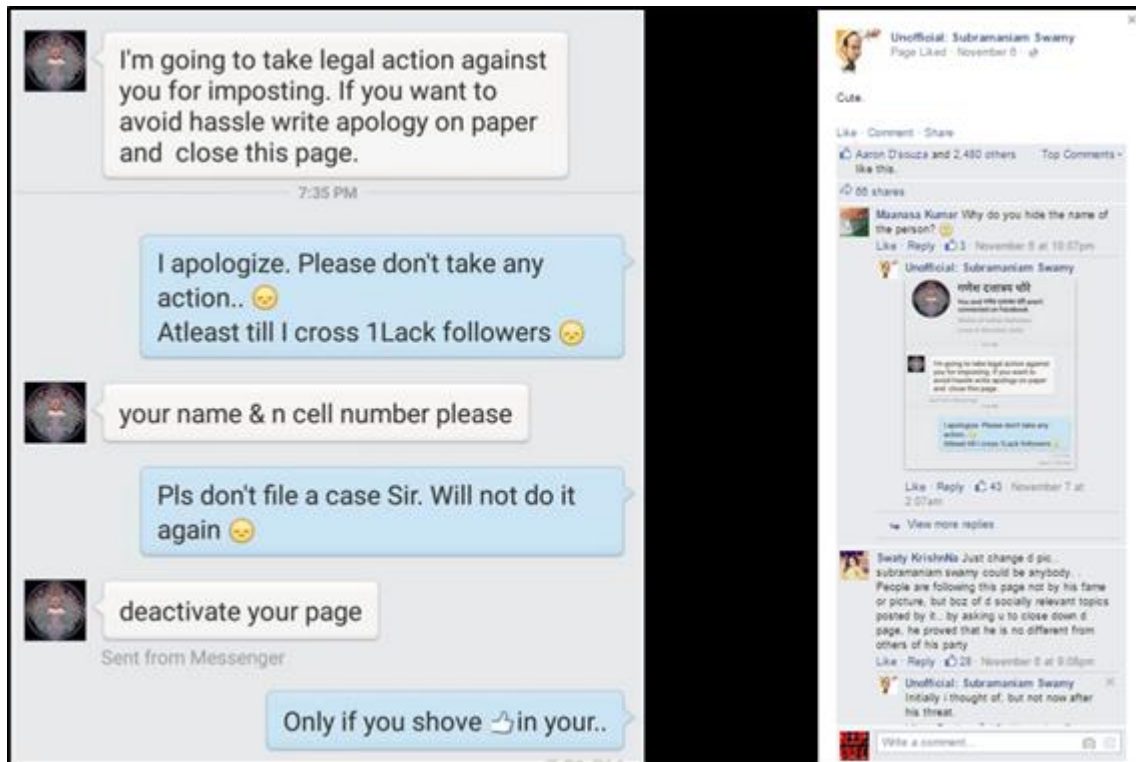 I'm going to take legal action against
you for imposting. If you want to
avoid hassle write apology on paper
and close this page.
7:35 PM
I apologize. Please don't take any
action..
Atleast till I cross 1Lack followers
your name & n cell number please
Pls don't file a case Sir. Will not do it
again
deactivate your page
Sent from Messenger
Only if you shove in your..
Unofficial: Subramaniam Swamy
Page Liked · November 6
Cute.
Like · Comment · Share
Aaron D'souza and 2,480 others
like this.
Top Comments
66 shares
Maanasa Kumar Why do you hide the name of
the person?
Like · Reply · 3 · November 6 at 10:07pm
Unofficial: Subramaniam Swamy
I'm going to take legal action against
you for imposting. If you want to
avoid hassle write apology on paper
and close this page.
I apologize. Please don't take any
action..
Atleast till I cross 1Lack followers
Like · Reply · 43 · November 7 at
2:07am
View more replies
Swaty KrishnNa Just change d pic..
subramaniam swamy could be anybody. .
People are following this page not by his fame
or picture, but bcz of d socially relevant topics
posted by it.. by asking u to close down d
page, he proved that he is no different from
others of his party
Like · Reply · 28 · November 6 at 9:08pm
Unofficial: Subramaniam Swamy
Initially i thought of, but not now after
his threat.
Write a comment...